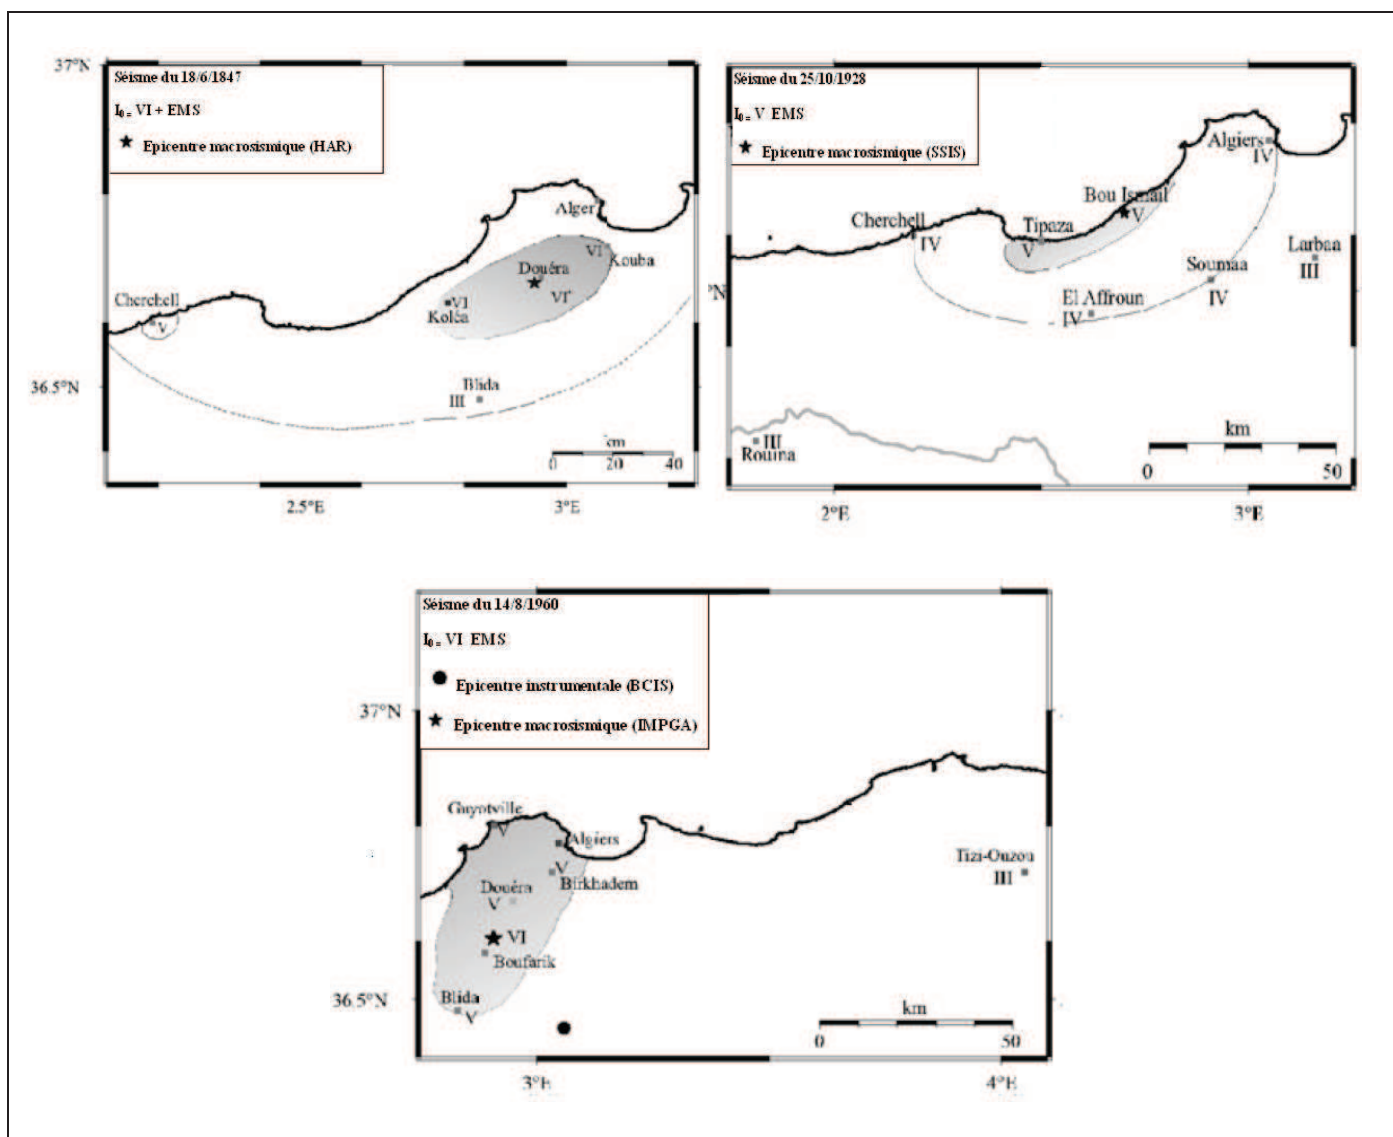 37°N
Séisme du 18/6/1847
I₀ = VI + EMS
★ Epicentre macrosismique (HAR)
Alger
VI
Kouba
Douéra
VI⁺
VI
Koléa
Cherchell
V
36.5°N
Blida
III
km
0 20 40
2.5°E 3°E
Séisme du 25/10/1928
I₀ = V EMS
★ Epicentre macrosismique (SSIS)
Algiers
IV
Bou Ismail
V
Cherchell
IV
Tipaza
V
Larbaa
III
Soumaa
IV
°N
El Affroun
IV
III
Rouina
km
0 50
2°E 3°E
Séisme du 14/8/1960
I₀ = VI EMS
● Epicentre instrumentale (BCIS)
★ Epicentre macrosismique (IMPGA)
37°N
Guyotville
V
Algiers
V
Birkhadem
Tizi-Ouzou
III
Douéra
V
VI
Boufarik
Blida
V
36.5°N
km
0 50
3°E 4°E